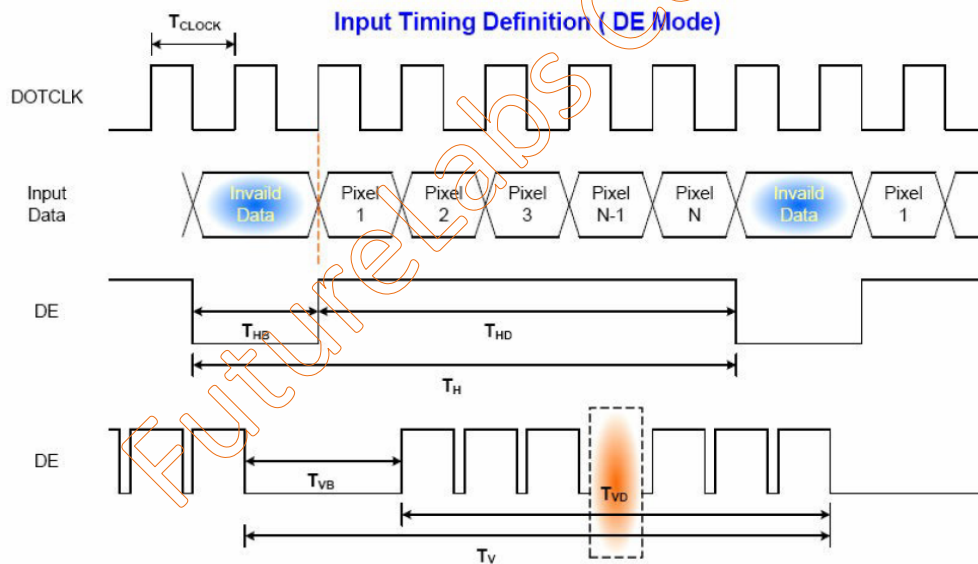 Input Timing Definition ( DE Mode)
TCLOCK
DOTCLK
Input
Data
Invaild
Data
Pixel
1
Pixel
2
Pixel
3
Pixel
N-1
Pixel
N
Invaild
Data
Pixel
1
DE
THB
THD
TH
DE
TVB
TVD
TV
FutureLabs